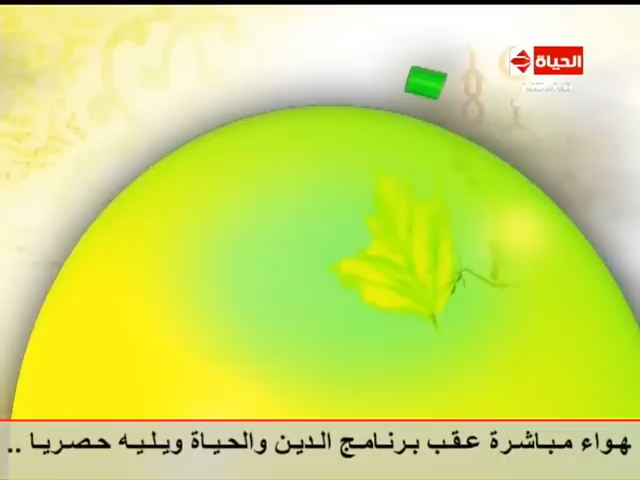 الحياة
هواء مباشرة عقب برنامج الدين والحياة ويليه حصريا ..